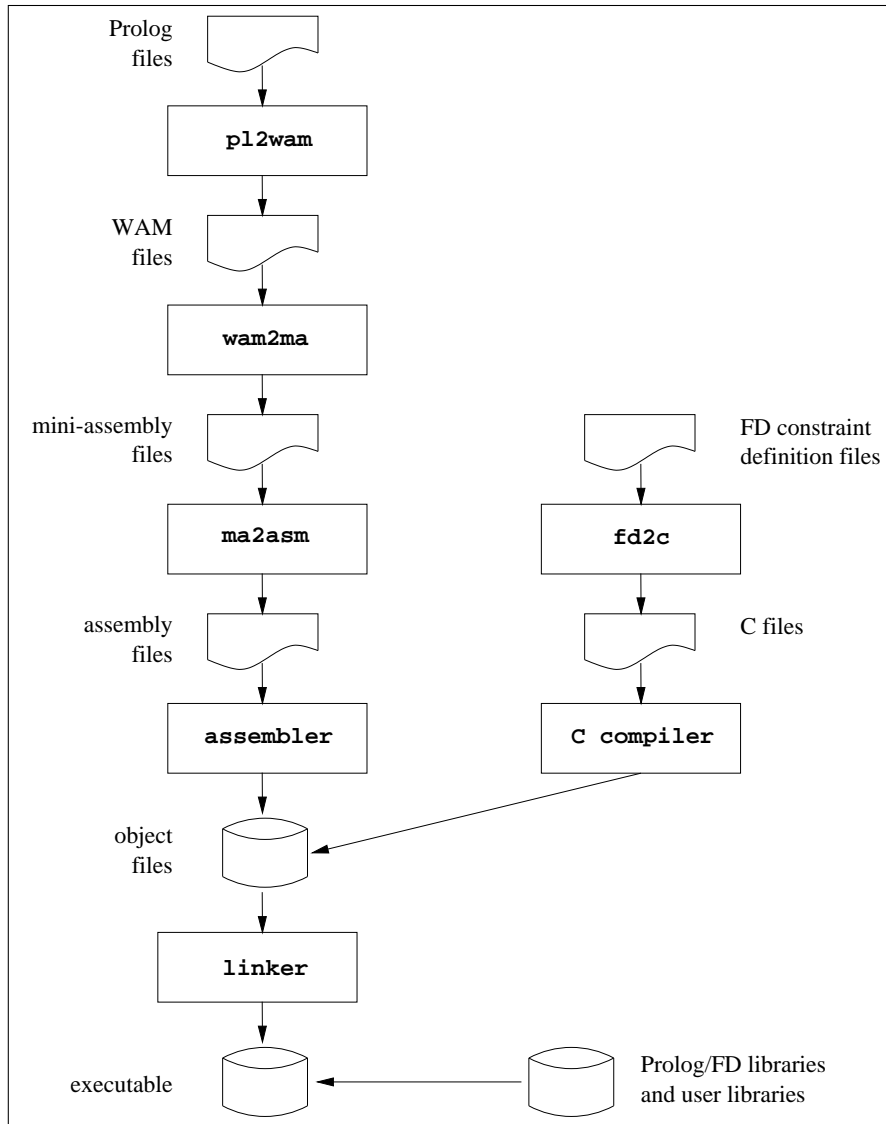 Prolog
files
pl2wam
WAM
files
wam2ma
mini-assembly
files
FD constraint
definition files
ma2asm
fd2c
assembly
files
C files
assembler
C compiler
object
files
linker
executable
Prolog/FD libraries
and user libraries